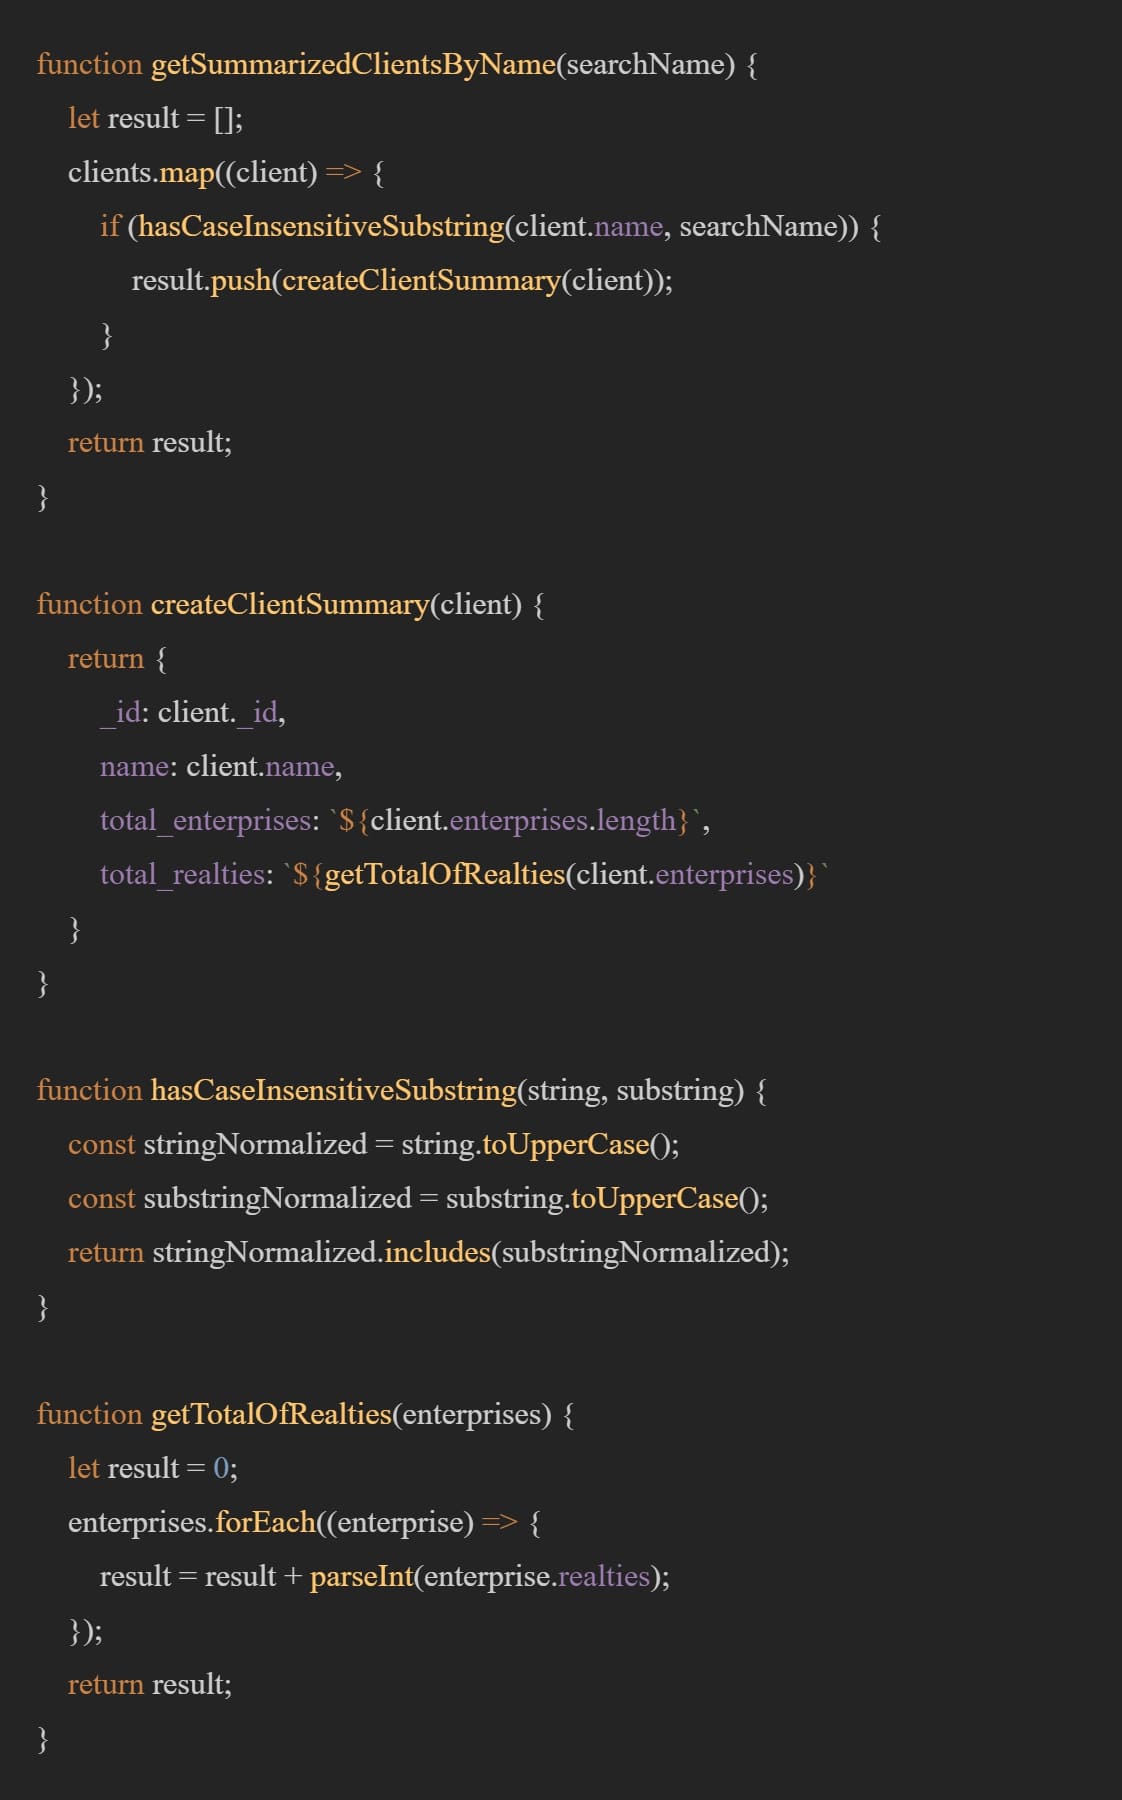 function getSummarizedClientsByName(searchName) {
    let result = [];
    clients.map((client) => {
        if (hasCaseInsensitiveSubstring(client.name, searchName)) {
            result.push(createClientSummary(client));
        }
    });
    return result;
}

function createClientSummary(client) {
    return {
        _id: client._id,
        name: client.name,
        total_enterprises: `${client.enterprises.length}`,
        total_realties: `${getTotalOfRealties(client.enterprises)}`
    }
}

function hasCaseInsensitiveSubstring(string, substring) {
    const stringNormalized = string.toUpperCase();
    const substringNormalized = substring.toUpperCase();
    return stringNormalized.includes(substringNormalized);
}

function getTotalOfRealties(enterprises) {
    let result = 0;
    enterprises.forEach((enterprise) => {
        result = result + parseInt(enterprise.realties);
    });
    return result;
}